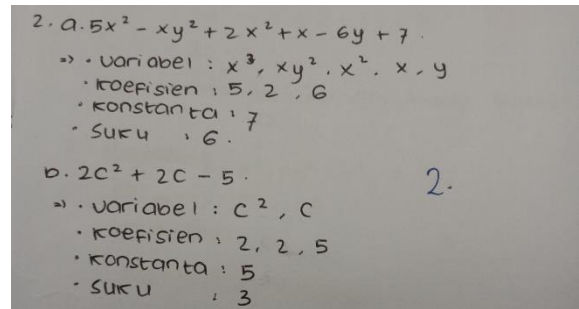 2. a. 5x² - xy² + 2x² + x - 6y + 7.
=> • variabel : x³, xy², x², x, y
• koefisien : 5, 2, 6
• konstanta : 7
• suku : 6.
b. 2c² + 2c - 5.
2.
=> • variabel : c², c
• koefisien : 2, 2, 5
• konstanta : 5
• suku : 3